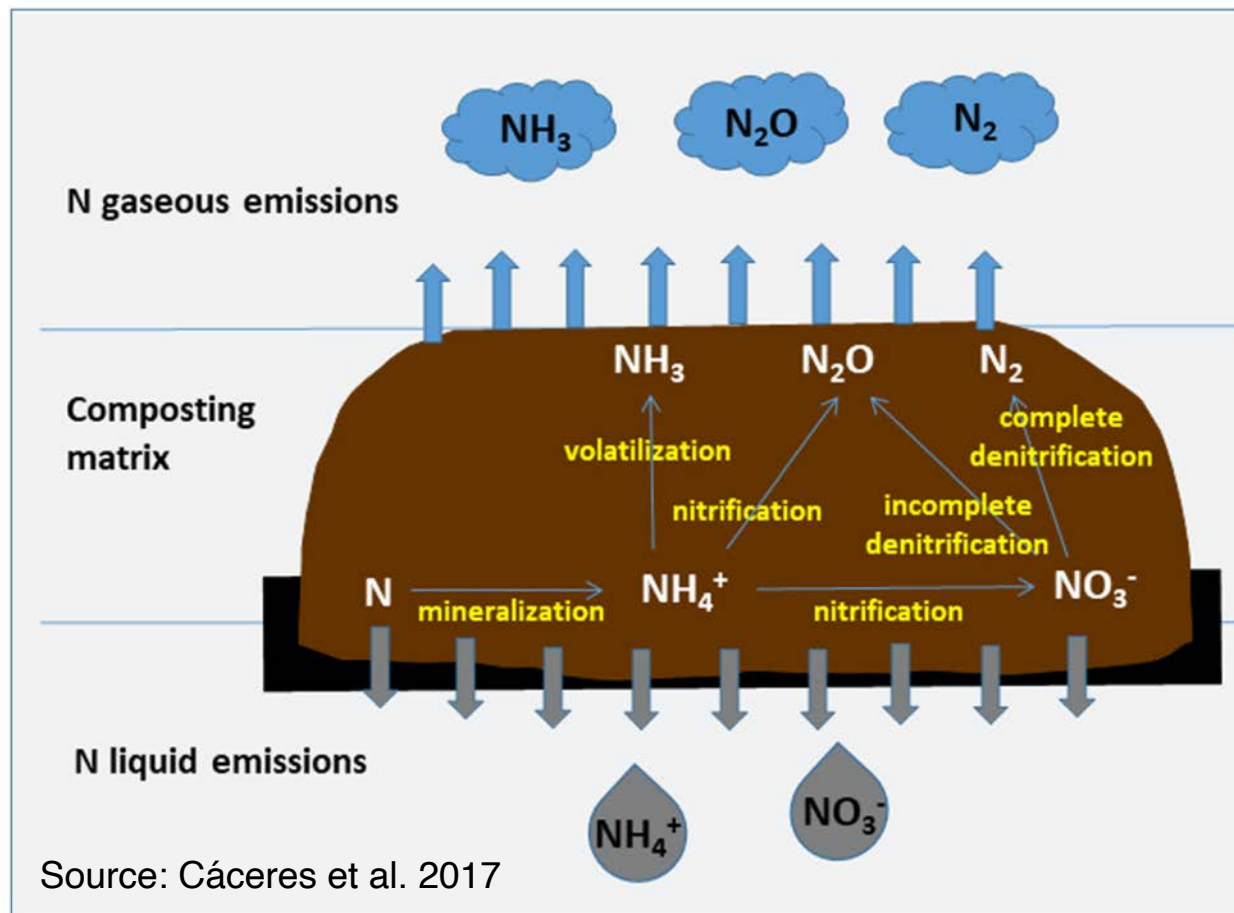 NH₃
N₂O
N₂
N gaseous emissions
NH₃
N₂O
N₂
Composting
matrix
complete
denitrification
volatilization
nitrification
incomplete
denitrification
N
NH₄⁺
NO₃⁻
mineralization
nitrification
N liquid emissions
NH₄⁺
NO₃⁻
Source: Cáceres et al. 2017